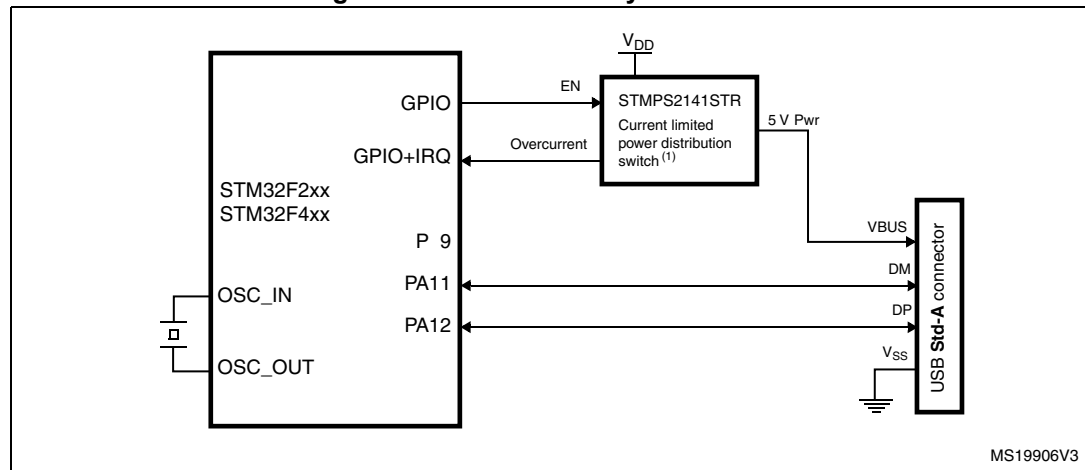 V_DD
EN
GPIO
STMPS2141STR
Current limited
power distribution
switch (1)
5 V Pwr
Overcurrent
GPIO+IRQ
STM32F2xx
STM32F4xx
P 9
VBUS
PA11
DM
OSC_IN
PA12
DP
V_SS
OSC_OUT
USB Std-A connector
MS19906V3